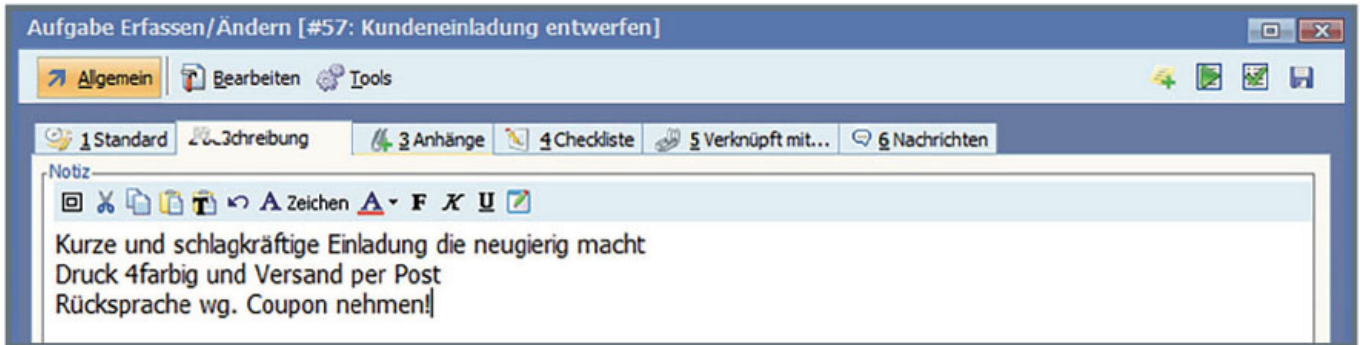 Aufgabe Erfassen/Ändern [#57: Kundeneinladung entwerfen]
Allgemein Bearbeiten Tools
1 Standard 3 Anhänge 4 Checkliste 5 Verknüpft mit... 6 Nachrichten
Notiz
A Zeichen A F K U
Kurze und schlagkräftige Einladung die neugierig macht
Druck 4farbig und Versand per Post
Rücksprache wg. Coupon nehmen!